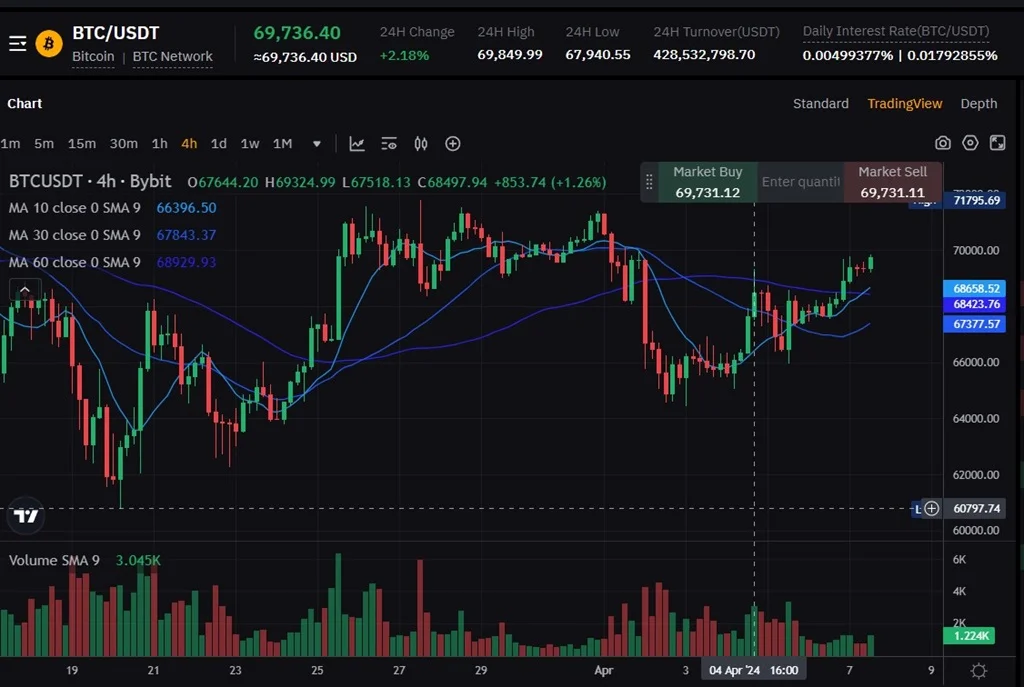 BTC/USDT
Bitcoin | BTC Network
69,736.40
≈69,736.40 USD
24H Change
+2.18%
24H High
69,849.99
24H Low
67,940.55
24H Turnover(USDT)
428,532,798.70
Daily Interest Rate(BTC/USDT)
0.00499377% | 0.01792855%
Chart
Standard TradingView Depth
1m 5m 15m 30m 1h 4h 1d 1w 1M
BTCUSDT · 4h · Bybit O67644.20 H69324.99 L67518.13 C68497.94 +853.74 (+1.26%)
Market Buy
69,731.12
Enter quantit
Market Sell
69,731.11
MA 10 close 0 SMA 9 66396.50
MA 30 close 0 SMA 9 67843.37
MA 60 close 0 SMA 9 68929.93
71795.69
70000.00
68658.52
68423.76
67377.57
66000.00
64000.00
62000.00
L 60797.74
60000.00
Volume SMA 9 3.045K
6K
4K
2K
1.224K
19 21 23 25 27 29 Apr 3 04 Apr '24 16:00 7 9